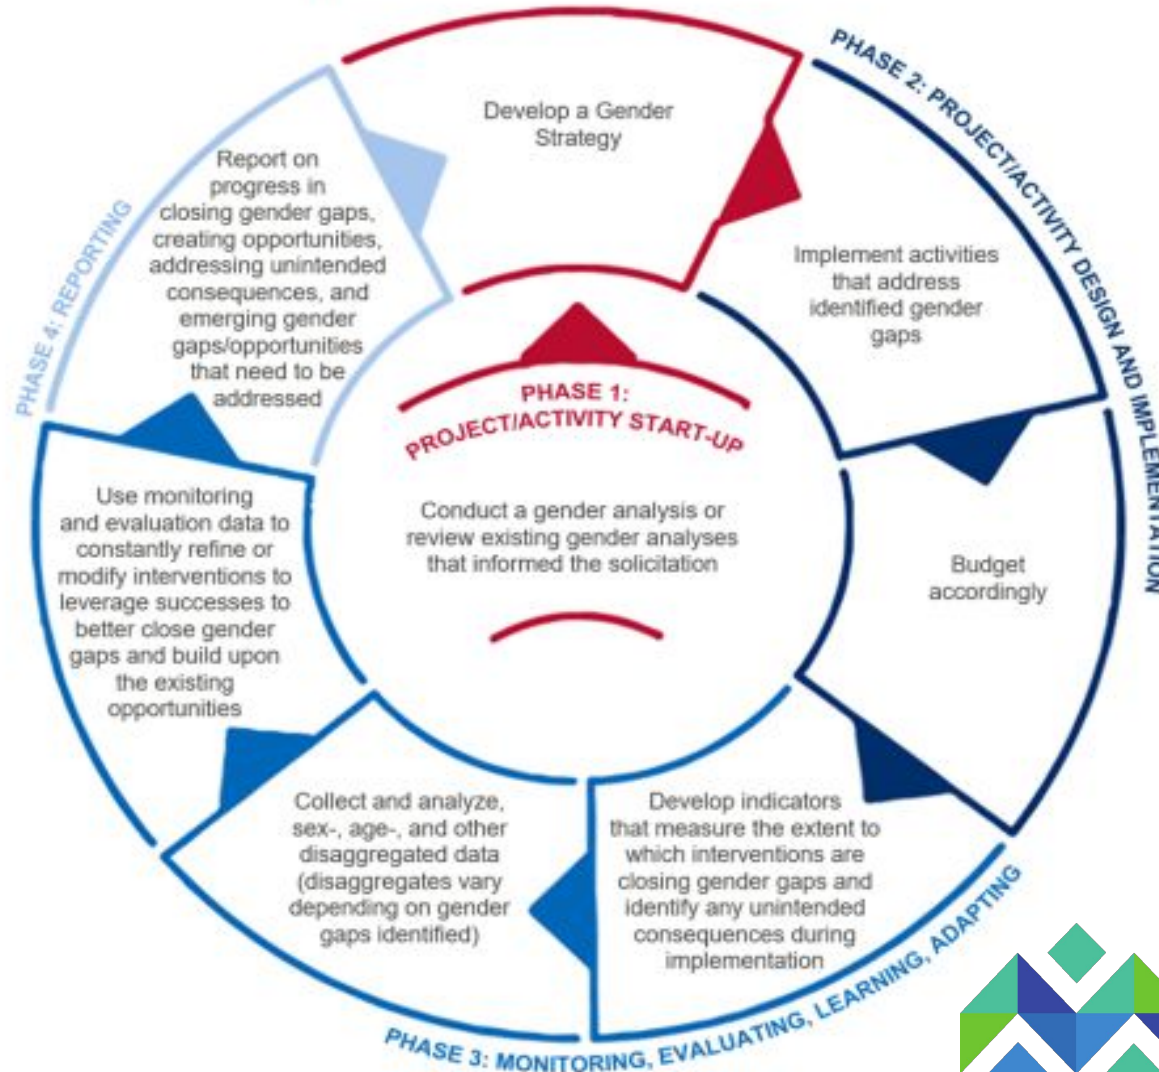 PHASE 1:
PROJECT/ACTIVITY START-UP
Conduct a gender analysis or
review existing gender analyses
that informed the solicitation
Develop a Gender
Strategy
PHASE 2: PROJECT/ACTIVITY DESIGN AND IMPLEMENTATION
Implement activities
that address
identified gender
gaps
Budget
accordingly
PHASE 3: MONITORING, EVALUATING, LEARNING, ADAPTING
Develop indicators
that measure the extent to
which interventions are
closing gender gaps and
identify any unintended
consequences during
implementation
Collect and analyze,
sex-, age-, and other
disaggregated data
(disaggregates vary
depending on gender
gaps identified)
Use monitoring
and evaluation data to
constantly refine or
modify interventions to
leverage successes to
better close gender
gaps and build upon
the existing
opportunities
PHASE 4: REPORTING
Report on
progress in
closing gender gaps,
creating opportunities,
addressing unintended
consequences, and
emerging gender
gaps/opportunities
that need to be
addressed